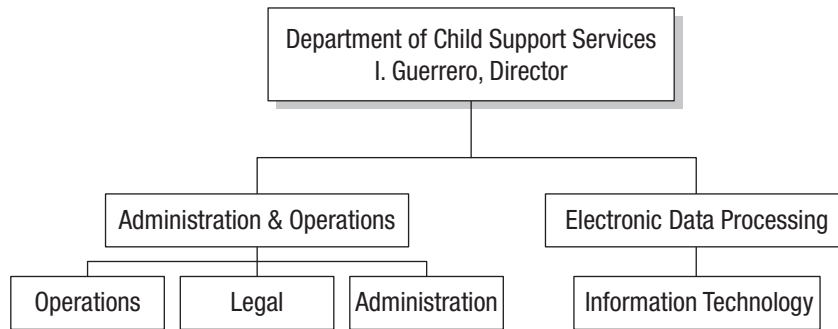 Department of Child Support Services
I. Guerrero, Director
Administration & Operations
Electronic Data Processing
Operations
Legal
Administration
Information Technology